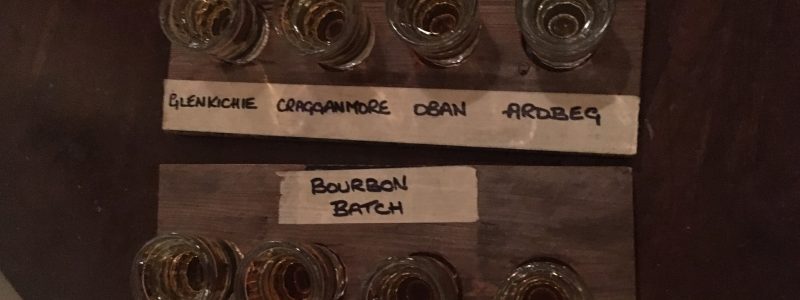 GLENKICHIE CRAGGANMORE OBAN ARDBEG
BOURBON
BATCH